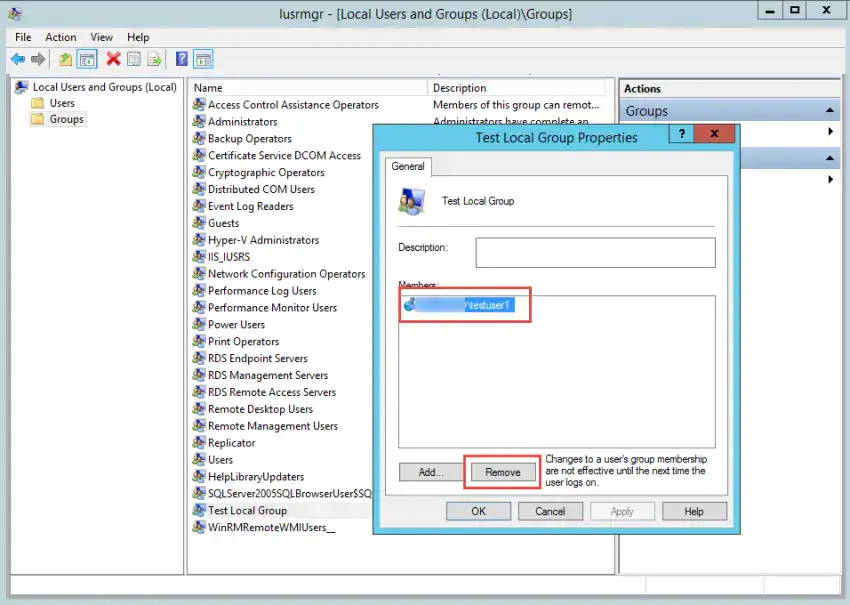 lusrmgr - [Local Users and Groups (Local)\Groups]
File Action View Help
Local Users and Groups (Local)
Users
Groups
Name Description
Access Control Assistance Operators Members of this group can remot...
Administrators Administrators have complete an
Backup Operators
Certificate Service DCOM Access
Cryptographic Operators
Distributed COM Users
Event Log Readers
Guests
Hyper-V Administrators
IIS_IUSRS
Network Configuration Operators
Performance Log Users
Performance Monitor Users
Power Users
Print Operators
RDS Endpoint Servers
RDS Management Servers
RDS Remote Access Servers
Remote Desktop Users
Remote Management Users
Replicator
Users
HelpLibraryUpdaters
SQLServer2005SQLBrowserUser$SQ
Test Local Group
WinRMRemoteWMIUsers__
Actions
Groups
Test Local Group Properties
? X
General
Test Local Group
Description:
Members:
\testuser1
Add... Remove
Changes to a user's group membership
are not effective until the next time the
user logs on.
OK Cancel Apply Help